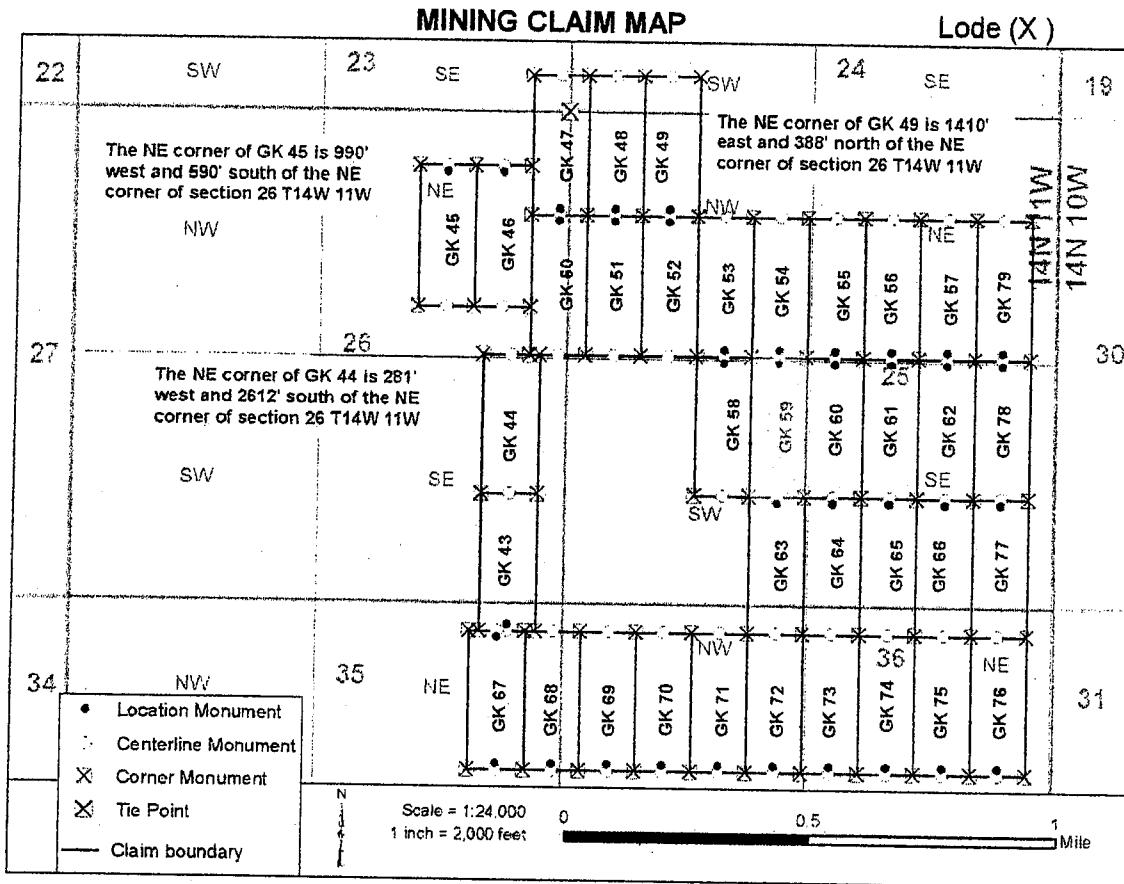 MINING CLAIM MAP
Lode (X )
22
SW
23
SE
SW
24
SE
19
The NE corner of GK 45 is 990'
west and 590' south of the NE
corner of section 26 T14W 11W
The NE corner of GK 49 is 1410'
east and 388' north of the NE
corner of section 26 T14W 11W
GK 47
GK 48
GK 49
14N 11W
14N 10W
NW
NE
GK 45
GK 46
NW
NE
GK 50
GK 51
GK 52
GK 53
GK 54
GK 55
GK 56
GK 57
GK 79
27
26
25
30
The NE corner of GK 44 is 281'
west and 2612' south of the NE
corner of section 26 T14W 11W
GK 44
GK 58
GK 59
GK 60
GK 61
GK 62
GK 78
SW
SE
SW
SE
GK 43
GK 63
GK 64
GK 65
GK 66
GK 77
34
NW
35
NE
NW
36
NE
31
GK 67
GK 68
GK 69
GK 70
GK 71
GK 72
GK 73
GK 74
GK 75
GK 76
Location Monument
Centerline Monument
Corner Monument
Tie Point
Claim boundary
N
Scale = 1:24.000
1 inch = 2,000 feet
0
0.5
1
Mile